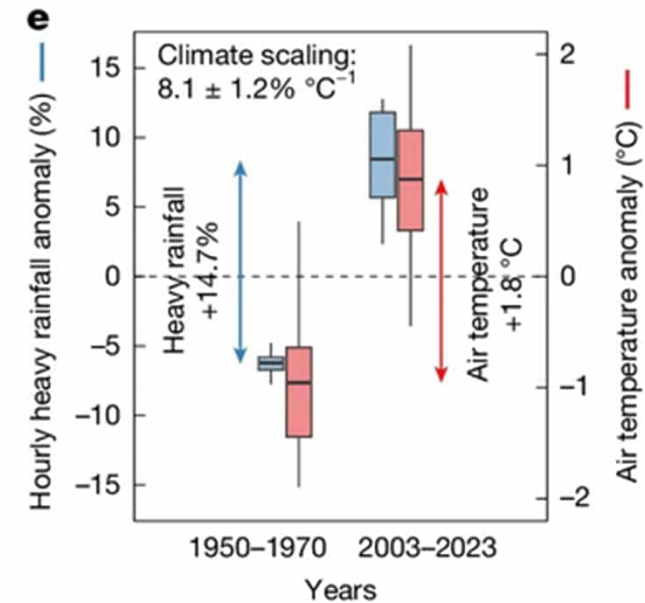 e
Climate scaling:
8.1 ± 1.2% °C⁻¹
Hourly heavy rainfall anomaly (%)
15
10
5
0
−5
−10
−15
Heavy rainfall
+14.7%
Air temperature
+1.8 °C
2
1
0
−1
−2
Air temperature anomaly (°C)
1950–1970
2003–2023
Years